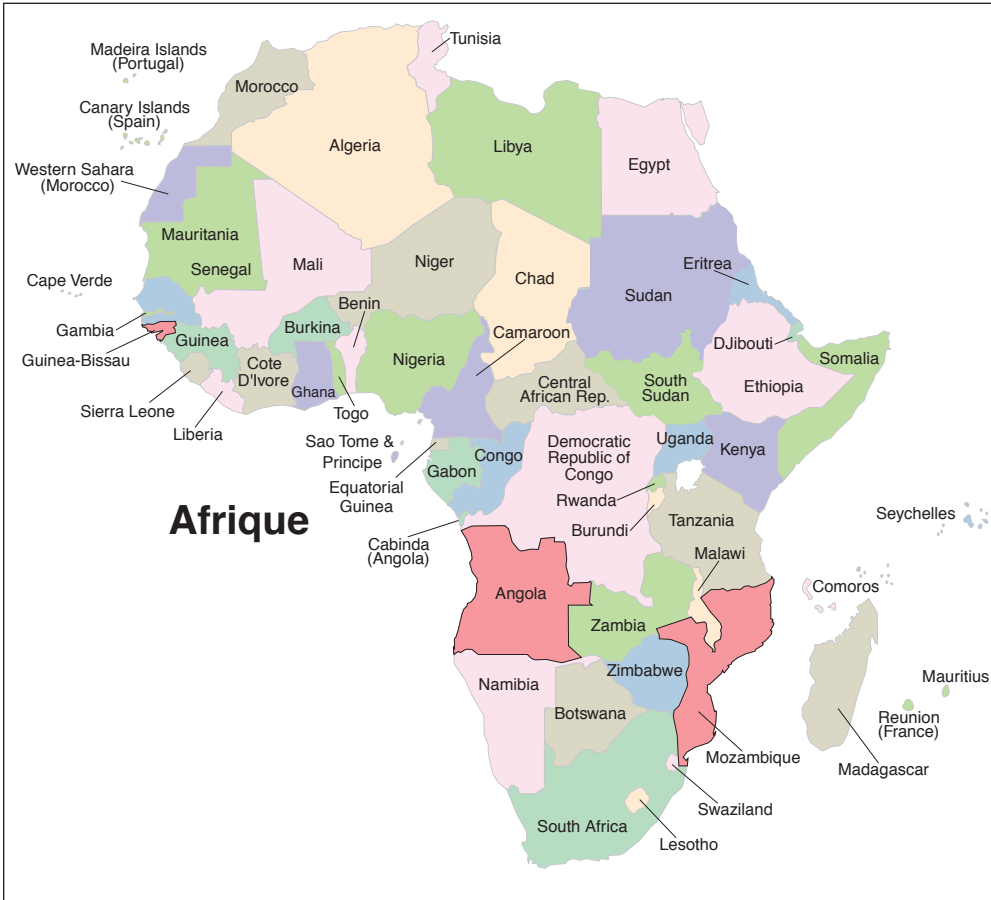 Tunisia
Madeira Islands
(Portugal)
Morocco
Canary Islands
(Spain)
Algeria
Libya
Egypt
Western Sahara
(Morocco)
Mauritania
Senegal
Mali
Niger
Chad
Sudan
Eritrea
Cape Verde
Benin
Gambia
Burkina
Camaroon
DJibouti
Somalia
Guinea
Guinea-Bissau
Nigeria
Cote
D'Ivore
Ghana
Central
African Rep.
South
Sudan
Ethiopia
Sierra Leone
Togo
Liberia
Sao Tome &
Principe
Congo
Democratic
Republic of
Congo
Uganda
Kenya
Gabon
Equatorial
Guinea
Rwanda
Afrique
Burundi
Tanzania
Seychelles
Cabinda
(Angola)
Malawi
Angola
Comoros
Zambia
Zimbabwe
Namibia
Mauritius
Botswana
Reunion
(France)
Mozambique
Madagascar
Swaziland
South Africa
Lesotho